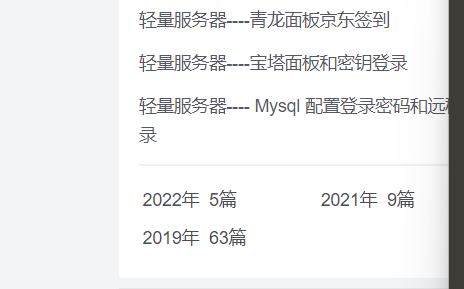 轻量服务器----青龙面板京东签到
轻量服务器----宝塔面板和密钥登录
轻量服务器---- Mysql 配置登录密码和远
录
2022年 5篇 2021年 9篇
2019年 63篇